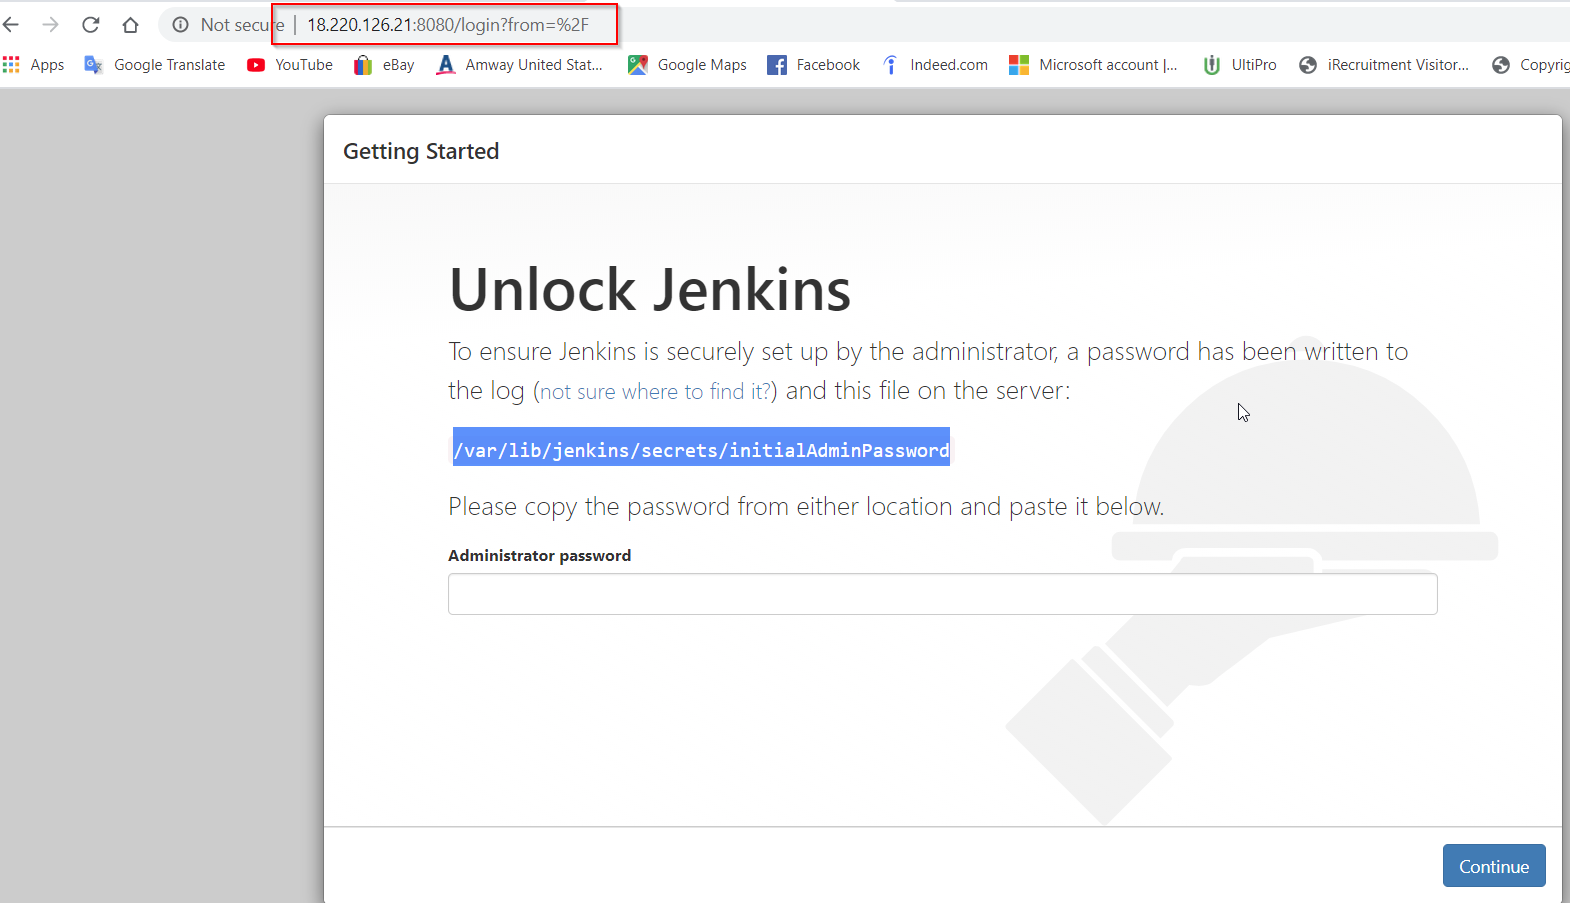 Not secure | 18.220.126.21:8080/login?from=%2F
Apps Google Translate YouTube eBay Amway United Stat... Google Maps Facebook Indeed.com Microsoft account |... UltiPro iRecruitment Visitor... Copyrig
Getting Started
Unlock Jenkins
To ensure Jenkins is securely set up by the administrator, a password has been written to
the log (not sure where to find it?) and this file on the server:
/var/lib/jenkins/secrets/initialAdminPassword
Please copy the password from either location and paste it below.
Administrator password
Continue